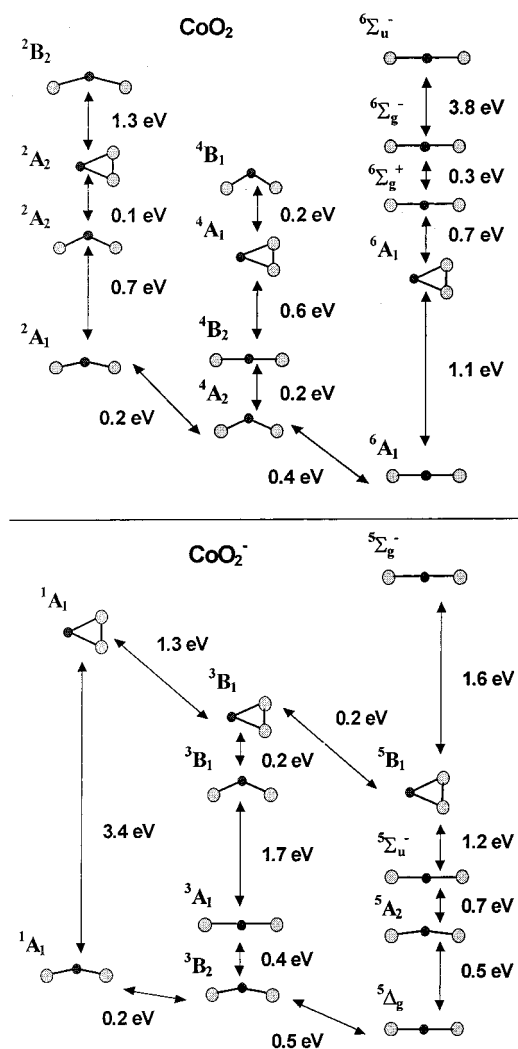 CoO₂
⁶Σᵤ⁻
²B₂
1.3 eV
3.8 eV
⁶Σg⁻
²A₂
⁴B₁
0.3 eV
⁶Σg⁺
0.1 eV
0.2 eV
²A₂
⁴A₁
0.7 eV
⁶A₁
0.7 eV
0.6 eV
⁴B₂
1.1 eV
²A₁
0.2 eV
⁴A₂
0.2 eV
⁶A₁
0.4 eV
CoO₂⁻
⁵Σg⁻
¹A₁
1.3 eV
³B₁
1.6 eV
0.2 eV
0.2 eV
³B₁
⁵B₁
3.4 eV
1.7 eV
1.2 eV
⁵Σᵤ⁻
³A₁
0.7 eV
⁵A₂
¹A₁
0.4 eV
³B₂
0.5 eV
⁵Δg
0.2 eV
0.5 eV